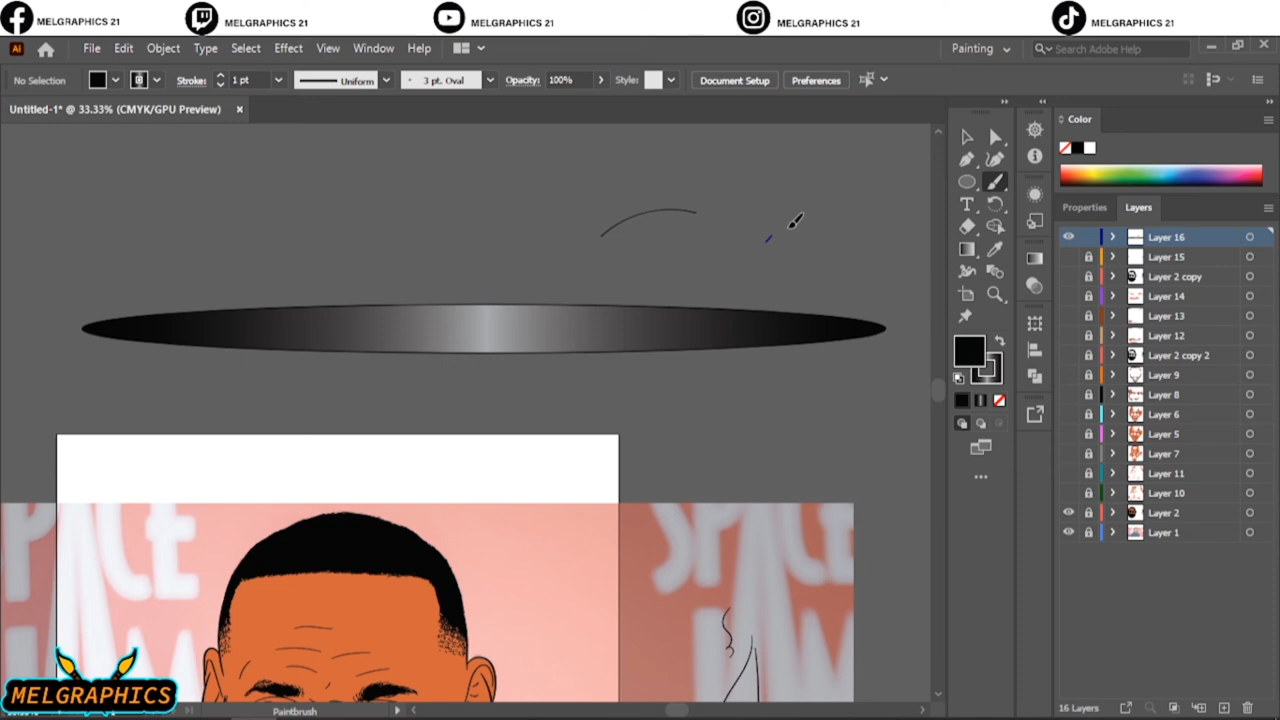 MELGRAPHICS 21 MELGRAPHICS 21 MELGRAPHICS 21 MELGRAPHICS 21 MELGRAPHICS 21
Ai File Edit Object Type Select Effect View Window Help Painting Search Adobe Help
No Selection Stroke: 1 pt Uniform 3 pt. Oval Opacity: 100% Style: Document Setup Preferences
Untitled-1* @ 33.33% (CMYK/GPU Preview) ×
Color
Properties Layers
Layer 16
Layer 15
Layer 2 copy
Layer 14
Layer 13
Layer 12
Layer 2 copy 2
Layer 9
Layer 8
Layer 6
Layer 5
Layer 7
Layer 11
Layer 10
Layer 2
Layer 1
SPACE
MELGRAPHICS
Paintbrush
16 Layers